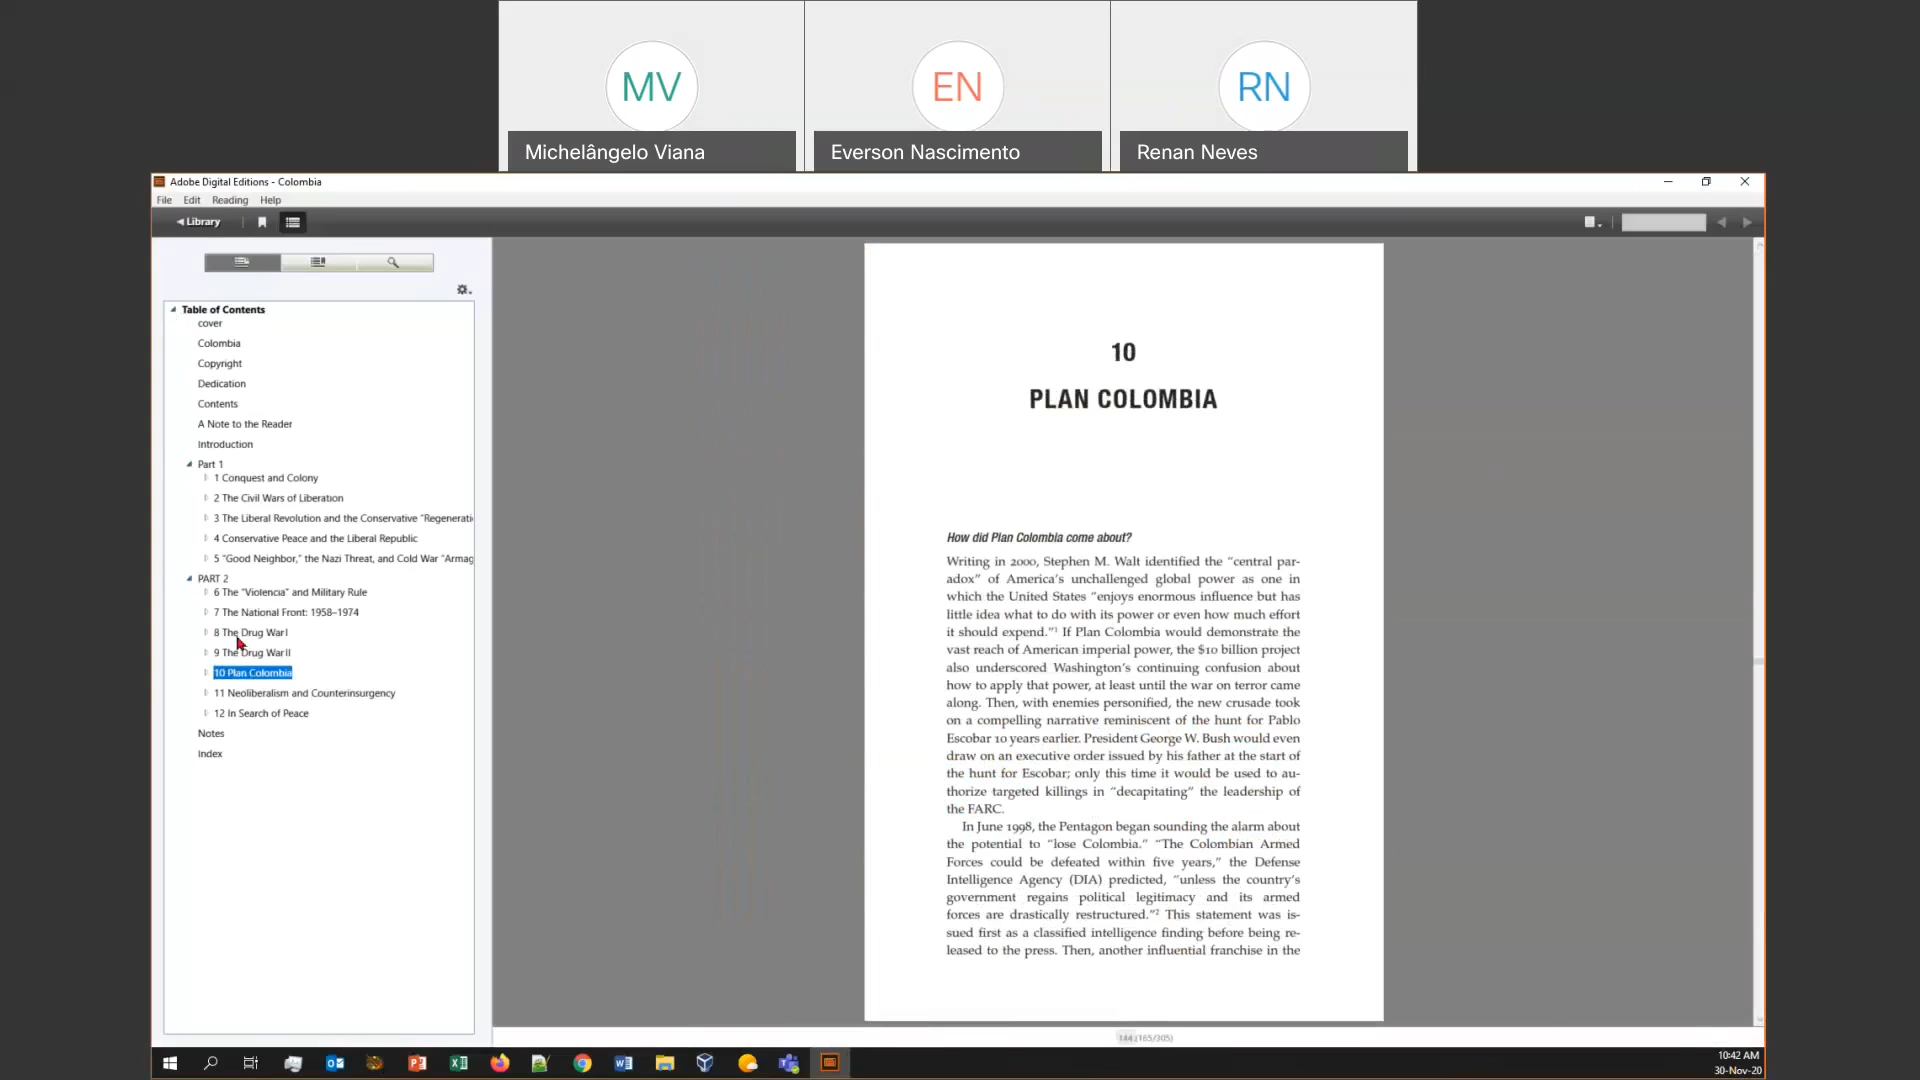 MV
EN
RN
Michelângelo Viana
Everson Nascimento
Renan Neves
Adobe Digital Editions - Colombia
File Edit Reading Help
Library
Table of Contents
cover
Colombia
Copyright
Dedication
Contents
A Note to the Reader
Introduction
Part 1
1 Conquest and Colony
2 The Civil Wars of Liberation
3 The Liberal Revolution and the Conservative “Regenerati
4 Conservative Peace and the Liberal Republic
5 “Good Neighbor,” the Nazi Threat, and Cold War “Armag
PART 2
6 The “Violencia” and Military Rule
7 The National Front: 1958–1974
8 The Drug War I
9 The Drug War II
10 Plan Colombia
11 Neoliberalism and Counterinsurgency
12 In Search of Peace
Notes
Index
10
PLAN COLOMBIA
How did Plan Colombia come about?
Writing in 2000, Stephen M. Walt identified the “central par-
adox” of America’s unchallenged global power as one in
which the United States “enjoys enormous influence but has
little idea what to do with its power or even how much effort
it should expend.”1 If Plan Colombia would demonstrate the
vast reach of American imperial power, the $10 billion project
also underscored Washington’s continuing confusion about
how to apply that power, at least until the war on terror came
along. Then, with enemies personified, the new crusade took
on a compelling narrative reminiscent of the hunt for Pablo
Escobar 10 years earlier. President George W. Bush would even
draw on an executive order issued by his father at the start of
the hunt for Escobar; only this time it would be used to au-
thorize targeted killings in “decapitating” the leadership of
the FARC.
In June 1998, the Pentagon began sounding the alarm about
the potential to “lose Colombia.” “The Colombian Armed
Forces could be defeated within five years,” the Defense
Intelligence Agency (DIA) predicted, “unless the country’s
government regains political legitimacy and its armed
forces are drastically restructured.”2 This statement was is-
sued first as a classified intelligence finding before being re-
leased to the press. Then, another influential franchise in the
144 (165/305)
10:42 AM
30-Nov-20